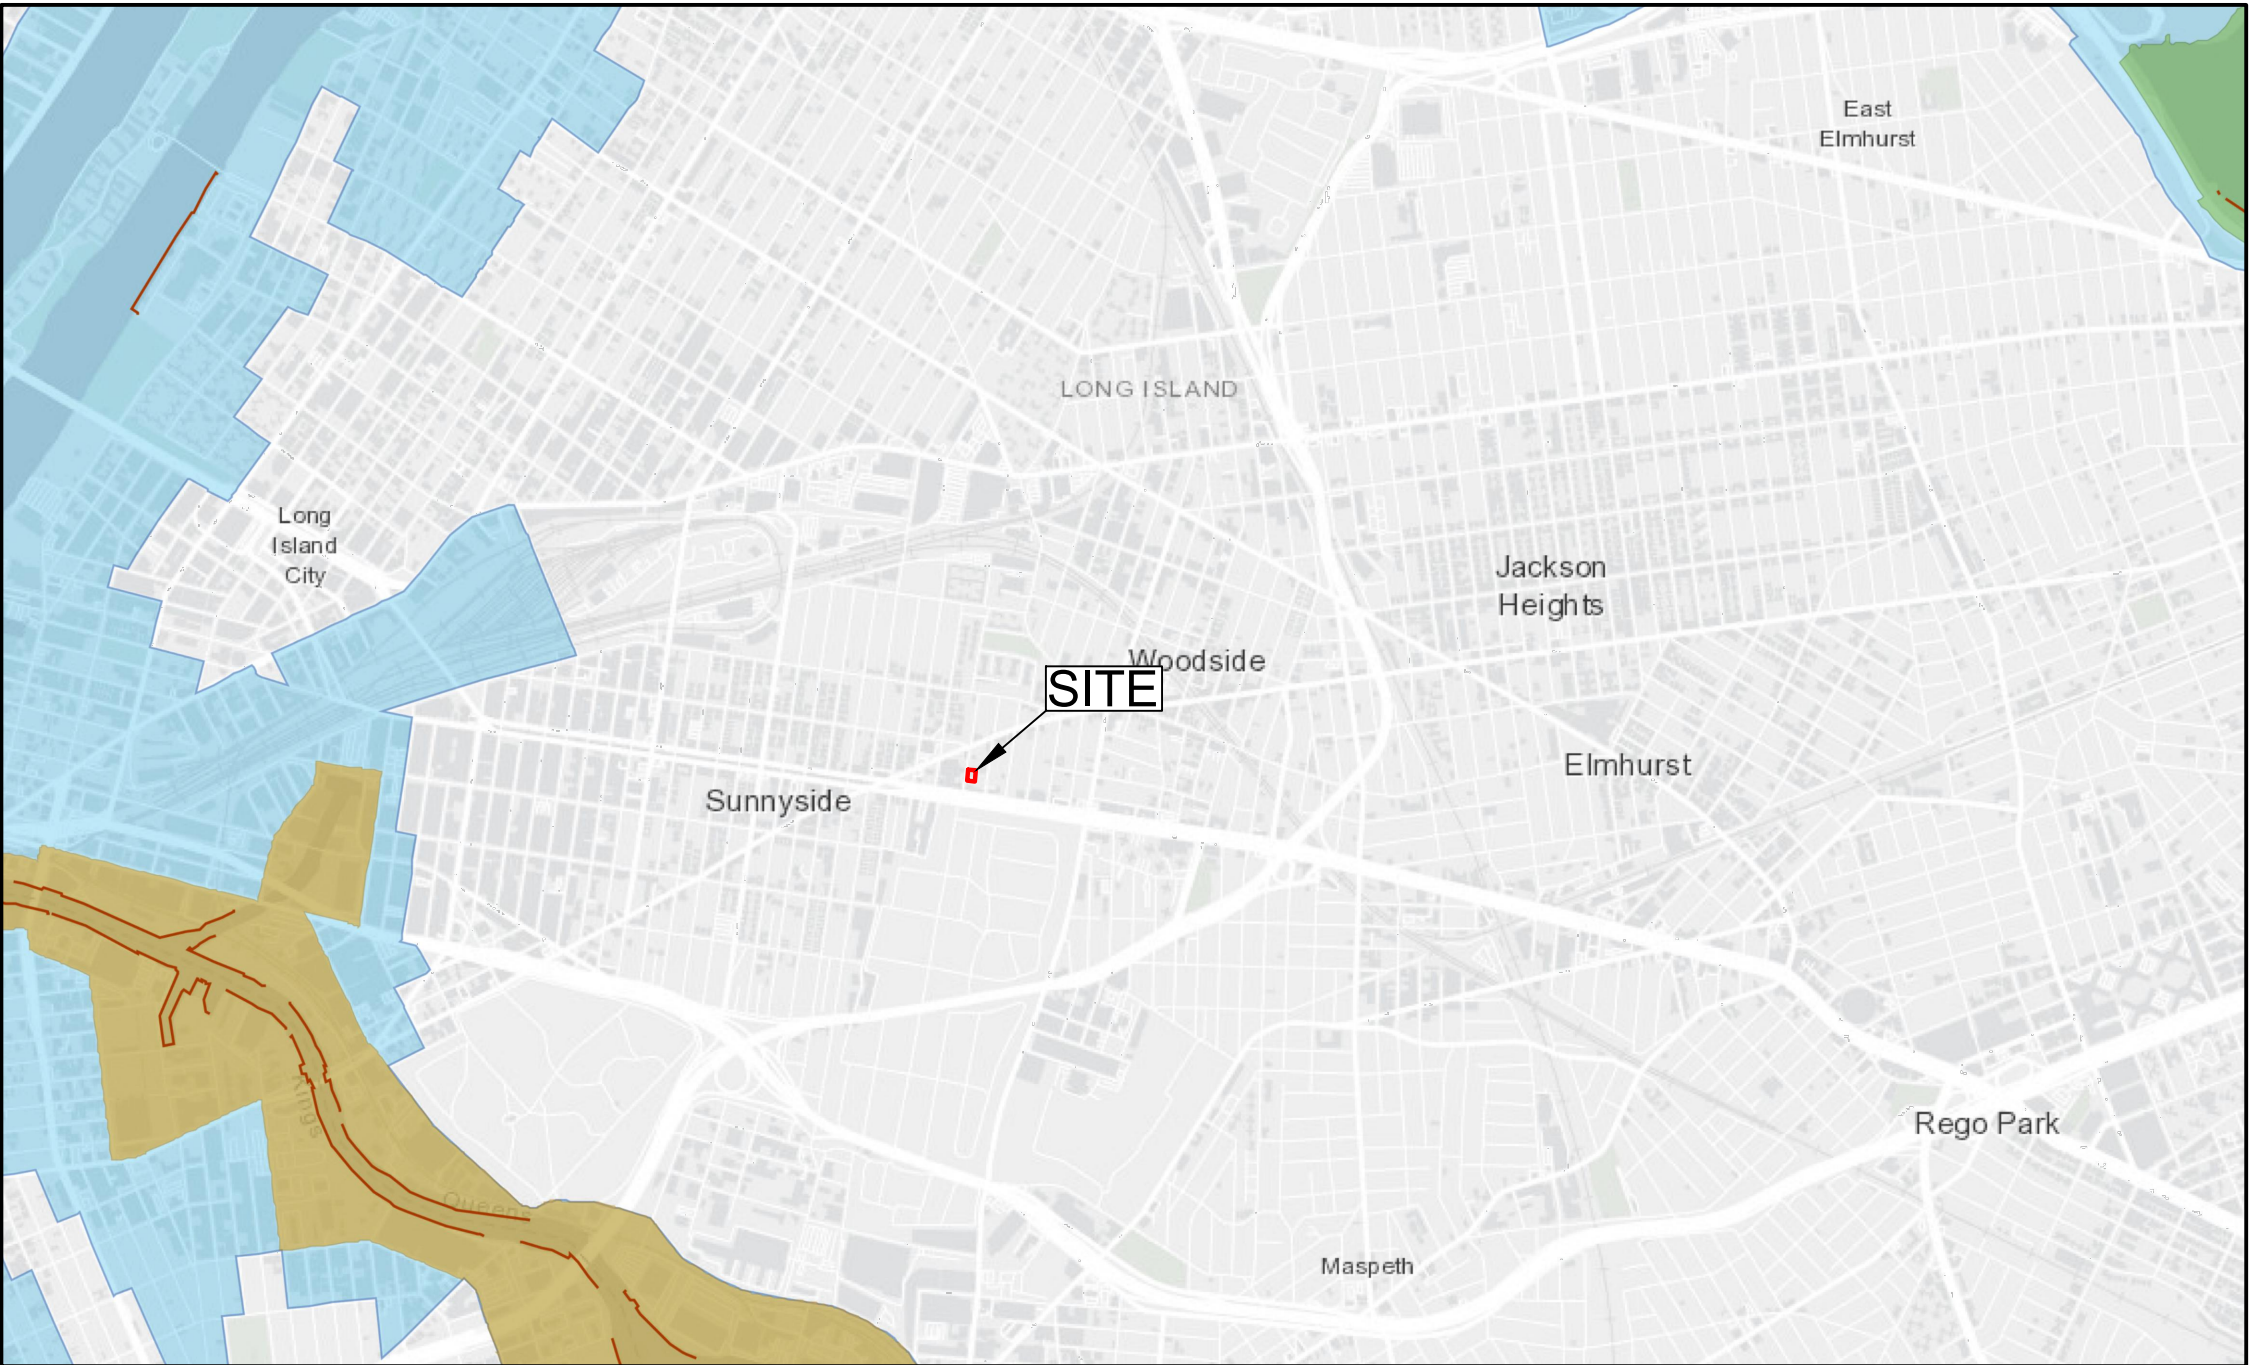 East
Elmhurst
LONG ISLAND
Long
Island
City
Jackson
Heights
Woodside
SITE
Elmhurst
Sunnyside
Kings
Queens
Rego Park
Maspeth